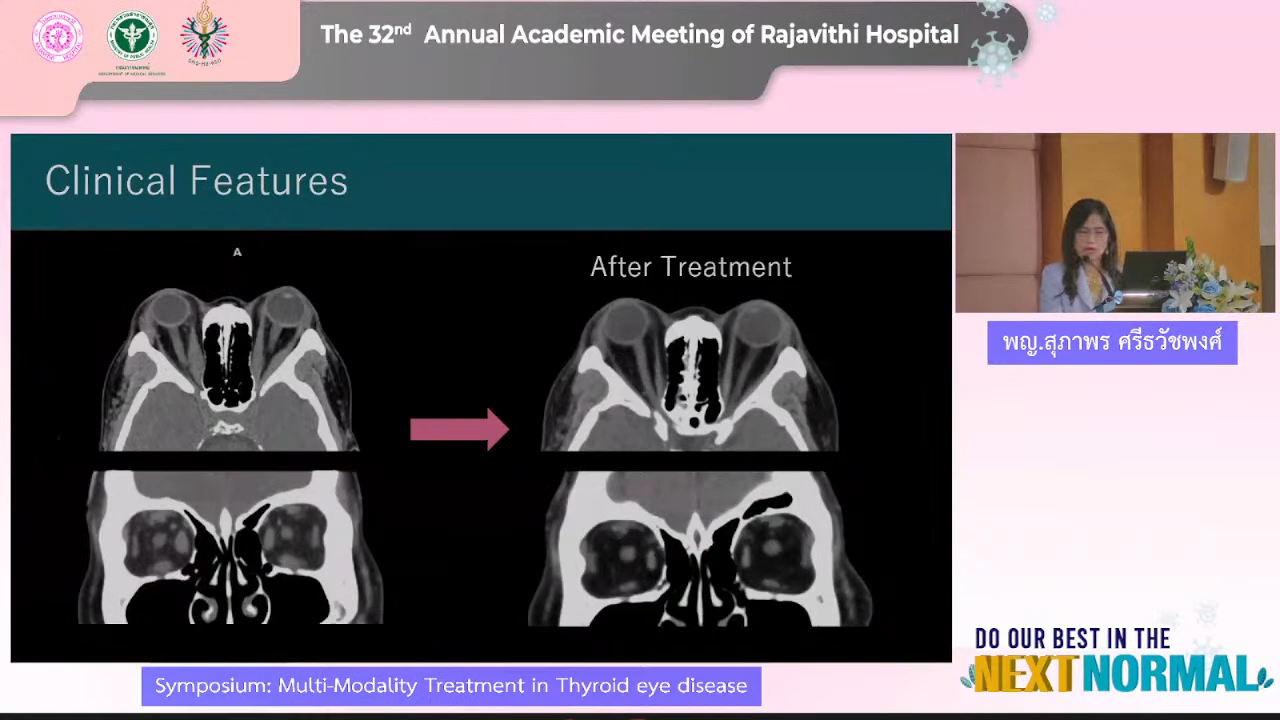 The 32nd Annual Academic Meeting of Rajavithi Hospital
Clinical Features
A
After Treatment
พญ.สุภาพร ศรีธวัชพงศ์
DO OUR BEST IN THE
NEXT NORMAL
Symposium: Multi-Modality Treatment in Thyroid eye disease